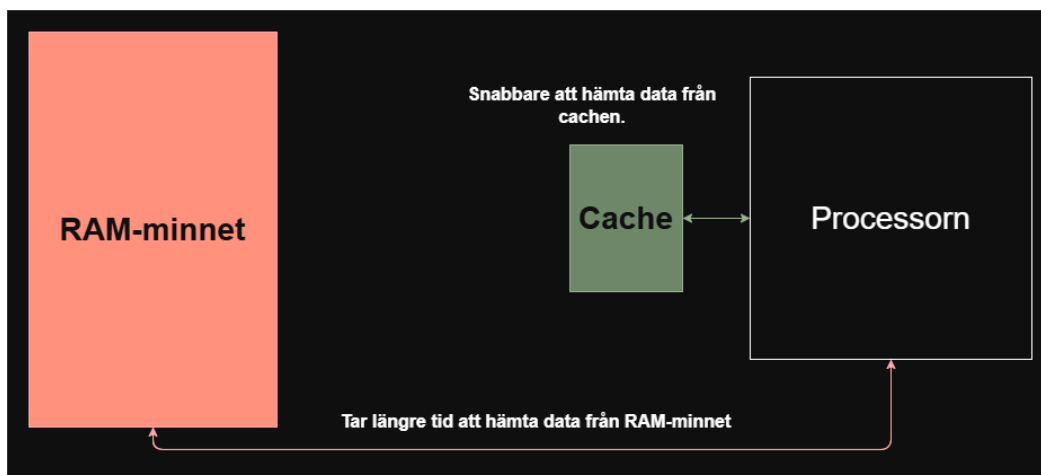 Snabbare att hämta data från
cachen.
RAM-minnet
Cache
Processorn
Tar längre tid att hämta data från RAM-minnet